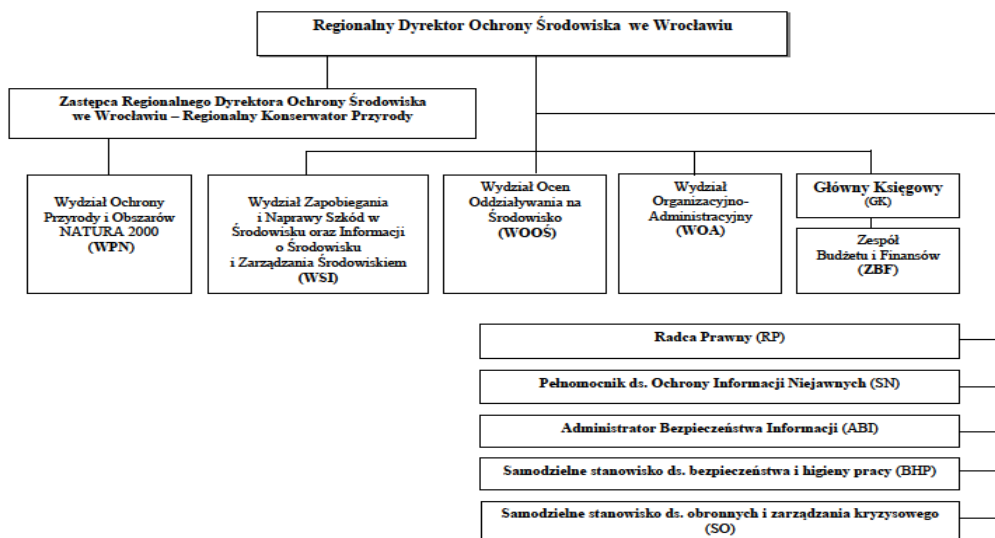 Regionalny Dyrektor Ochrony Środowiska we Wrocławiu
Zastępca Regionalnego Dyrektora Ochrony Środowiska
we Wrocławiu – Regionalny Konserwator Przyrody
Wydział Ochrony
Przyrody i Obszarów
NATURA 2000
(WPN)
Wydział Zapobiegania
i Naprawy Szkód w
Środowisku oraz Informacji
o Środowisku
i Zarządzania Środowiskiem
(WSI)
Wydział Ocen
Oddziaływania na
Środowisko
(WOOŚ)
Wydział
Organizacyjno-
Administracyjny
(WOA)
Główny Księgowy
(GK)
Zespół
Budżetu i Finansów
(ZBF)
Radca Prawny (RP)
Pełnomocnik ds. Ochrony Informacji Niejawnych (SN)
Administrator Bezpieczeństwa Informacji (ABI)
Samodzielne stanowisko ds. bezpieczeństwa i higieny pracy (BHP)
Samodzielne stanowisko ds. obronnych i zarządzania kryzysowego
(SO)